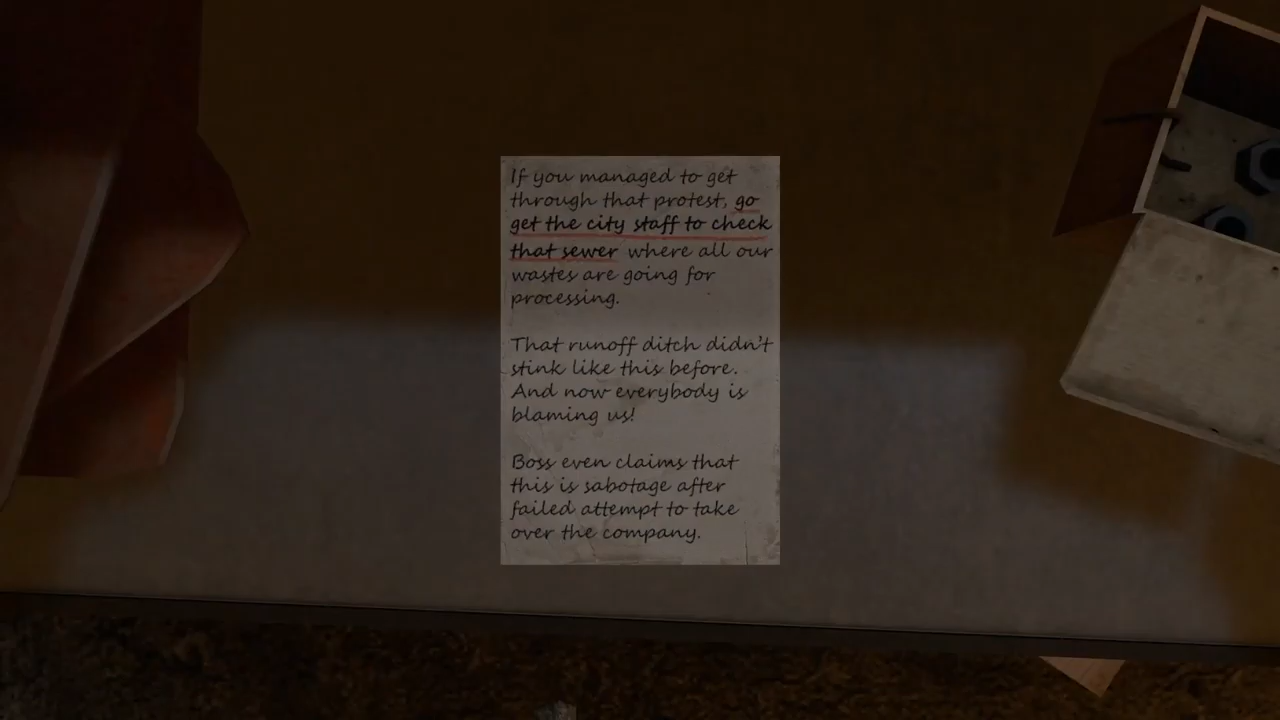 If you managed to get
through that protest, go
get the city staff to check
that sewer where all our
wastes are going for
processing.
That runoff ditch didn't
stink like this before.
And now everybody is
blaming us!
Boss even claims that
this is sabotage after
failed attempt to take
over the company.